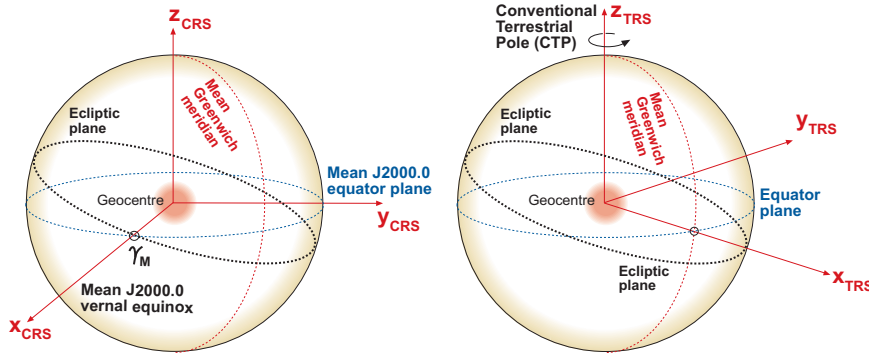 zCRS
Mean
Greenwich
meridian
Ecliptic
plane
Mean J2000.0
equator plane
Geocentre
yCRS
γM
Mean J2000.0
vernal equinox
xCRS
Conventional
Terrestrial
Pole (CTP)
zTRS
Mean
Greenwich
meridian
Ecliptic
plane
yTRS
Geocentre
Equator
plane
Ecliptic
plane
xTRS